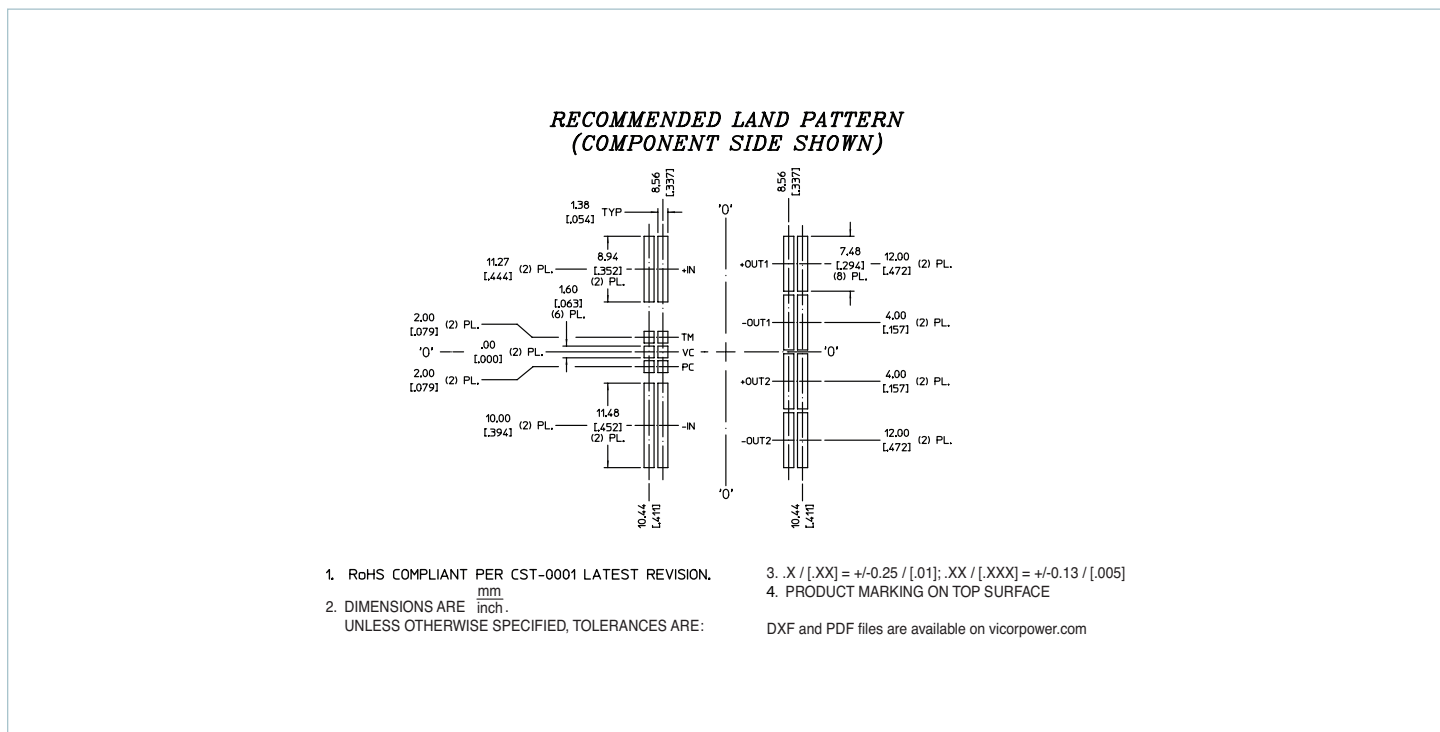 RECOMMENDED LAND PATTERN
(COMPONENT SIDE SHOWN)
8.56
[.337]
8.56
[.337]
1.38
[.054]
TYP
'0'
11.27
[.444]
(2) PL.
8.94
[.352]
(2) PL.
+IN
+OUT1
7.48
[.294]
(8) PL.
12.00
[.472]
(2) PL.
1.60
[.063]
(6) PL.
2.00
[.079]
(2) PL.
TM
-OUT1
4.00
[.157]
(2) PL.
'0'
.00
[.000]
(2) PL.
VC
'0'
2.00
[.079]
(2) PL.
PC
+OUT2
4.00
[.157]
(2) PL.
10.00
[.394]
(2) PL.
11.48
[.452]
(2) PL.
-IN
-OUT2
12.00
[.472]
(2) PL.
'0'
10.44
[.411]
10.44
[.411]
1. RoHS COMPLIANT PER CST-0001 LATEST REVISION.
2. DIMENSIONS ARE mm
inch.
UNLESS OTHERWISE SPECIFIED, TOLERANCES ARE:
3. .X / [.XX] = +/-0.25 / [.01]; .XX / [.XXX] = +/-0.13 / [.005]
4. PRODUCT MARKING ON TOP SURFACE
DXF and PDF files are available on vicorpower.com